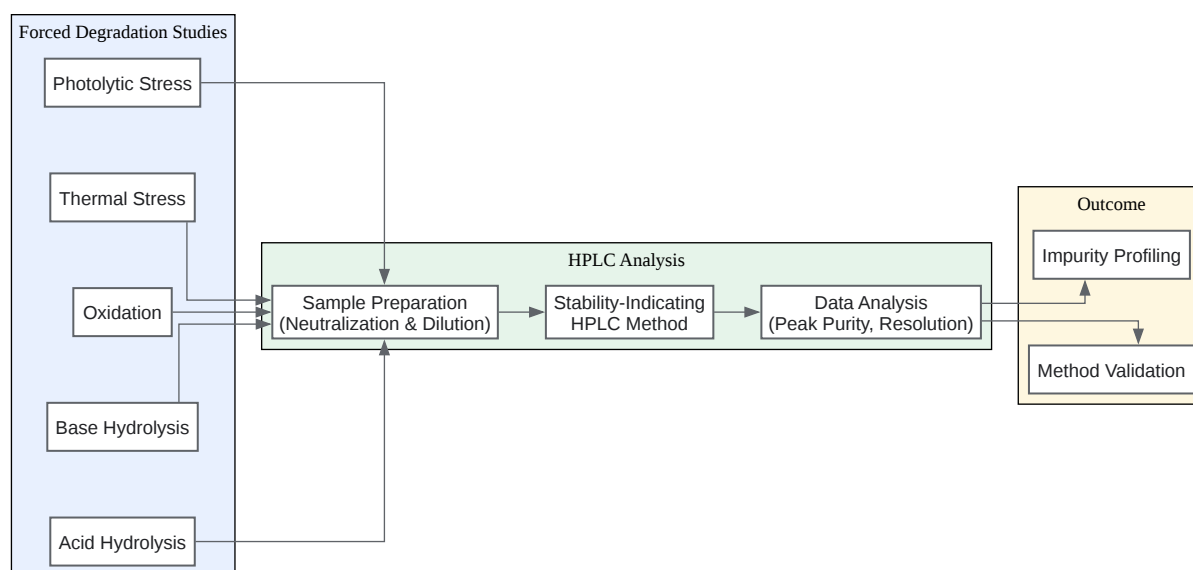 Forced Degradation Studies
Photolytic Stress
Thermal Stress
Oxidation
Base Hydrolysis
Acid Hydrolysis
HPLC Analysis
Sample Preparation
(Neutralization & Dilution)
Stability-Indicating
HPLC Method
Data Analysis
(Peak Purity, Resolution)
Outcome
Impurity Profiling
Method Validation